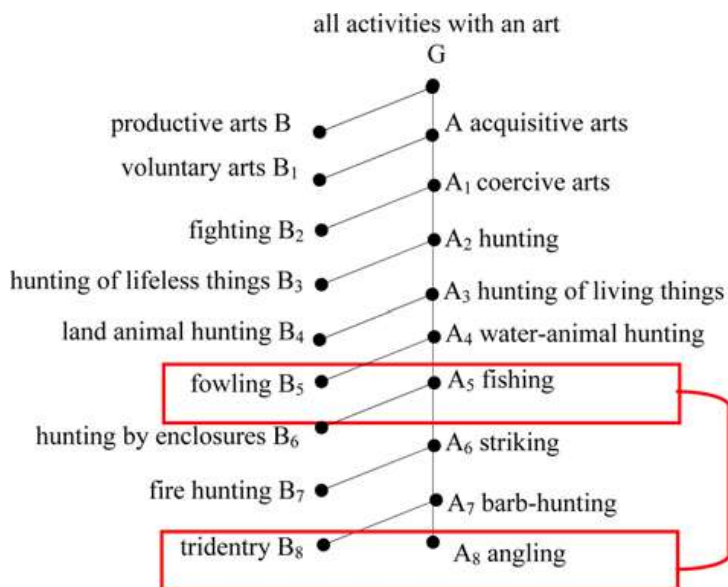 all activities with an art
G
productive arts B
A acquisitive arts
voluntary arts B₁
A₁ coercive arts
fighting B₂
A₂ hunting
hunting of lifeless things B₃
A₃ hunting of living things
land animal hunting B₄
A₄ water-animal hunting
fowling B₅
A₅ fishing
hunting by enclosures B₆
A₆ striking
fire hunting B₇
A₇ barb-hunting
tridentry B₈
A₈ angling